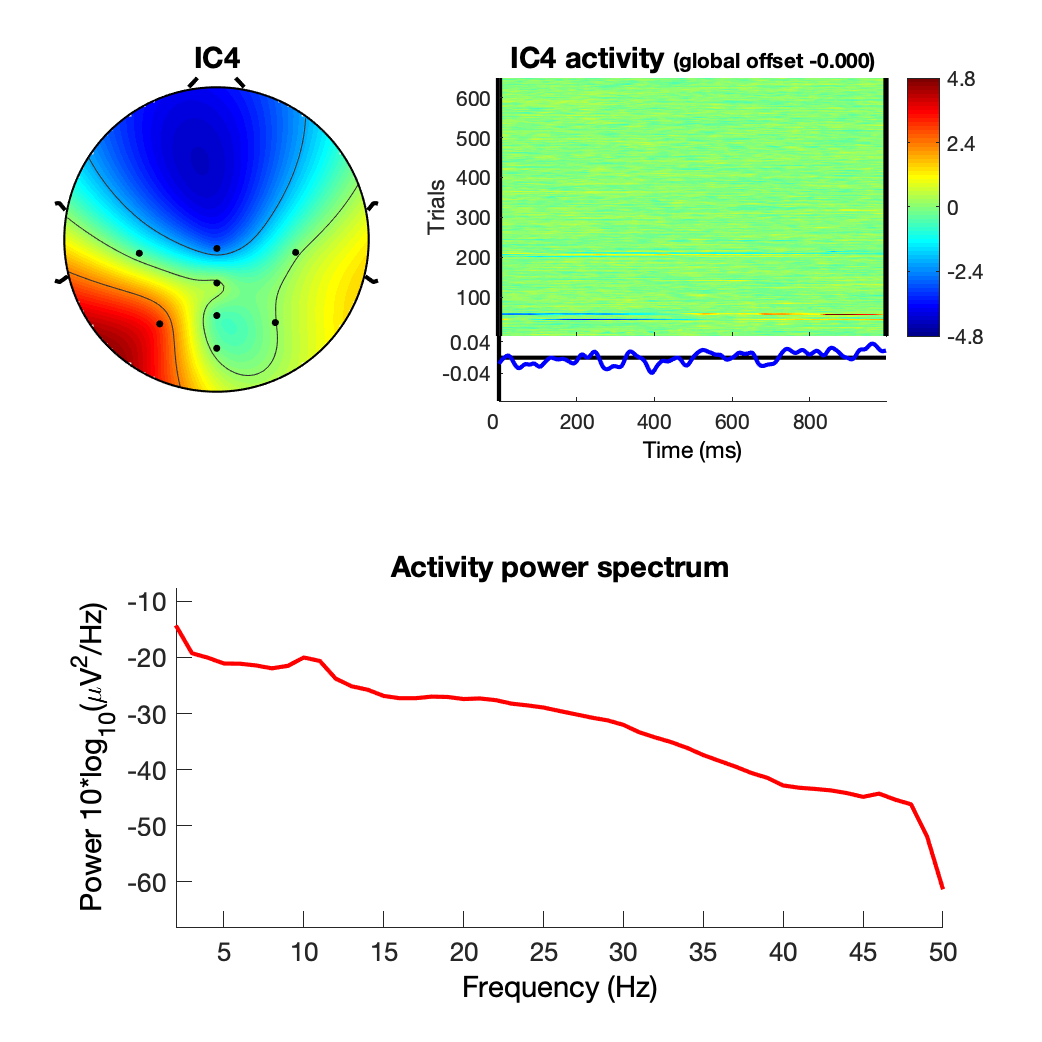 IC4
IC4 activity (global offset -0.000)
Trials
600
500
400
300
200
100
4.8
2.4
0
-2.4
-4.8
0.04
-0.04
0 200 400 600 800
Time (ms)
Activity power spectrum
Power 10*log10(μV2/Hz)
-10
-20
-30
-40
-50
-60
5 10 15 20 25 30 35 40 45 50
Frequency (Hz)